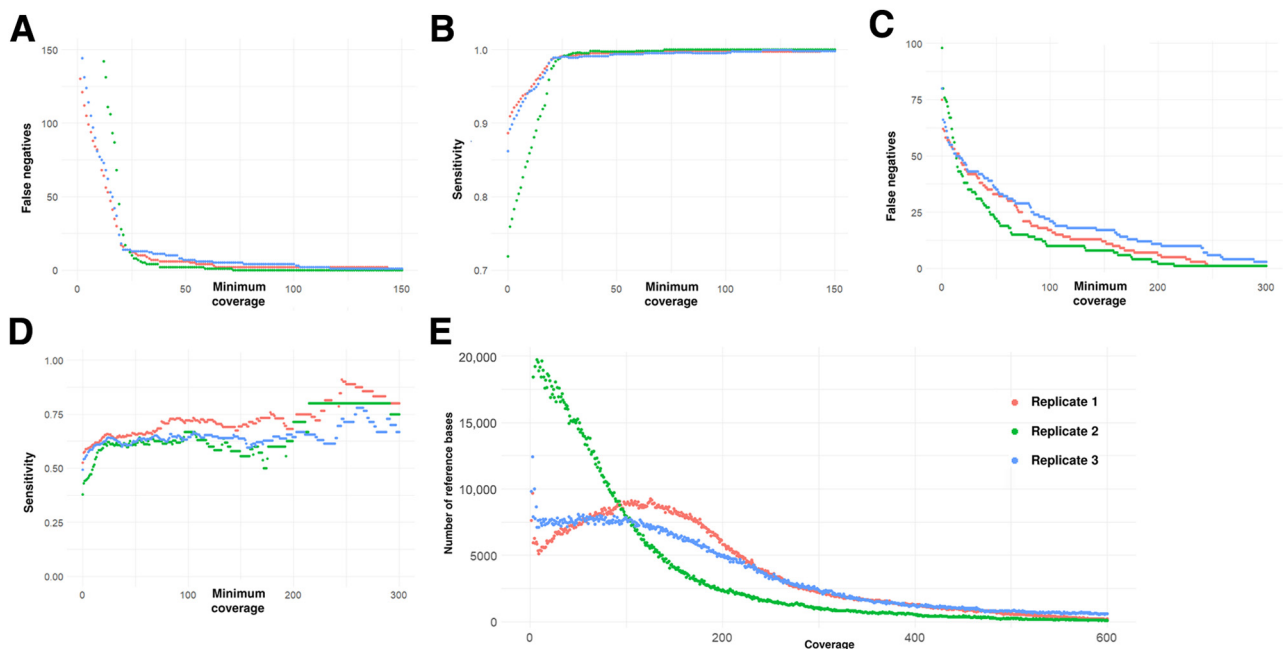 A
False negatives
150
100
50
0
0
50
100
150
Minimum
coverage
B
Sensitivity
1.0
0.9
0.8
0.7
0
50
100
150
Minimum
coverage
C
False negatives
100
75
50
25
0
0
100
200
300
Minimum
coverage
D
Sensitivity
1.00
0.75
0.50
0.25
0.00
0
100
200
300
Minimum
coverage
E
Number of reference bases
20,000
15,000
10,000
5000
0
0
200
400
600
Coverage
Replicate 1
Replicate 2
Replicate 3